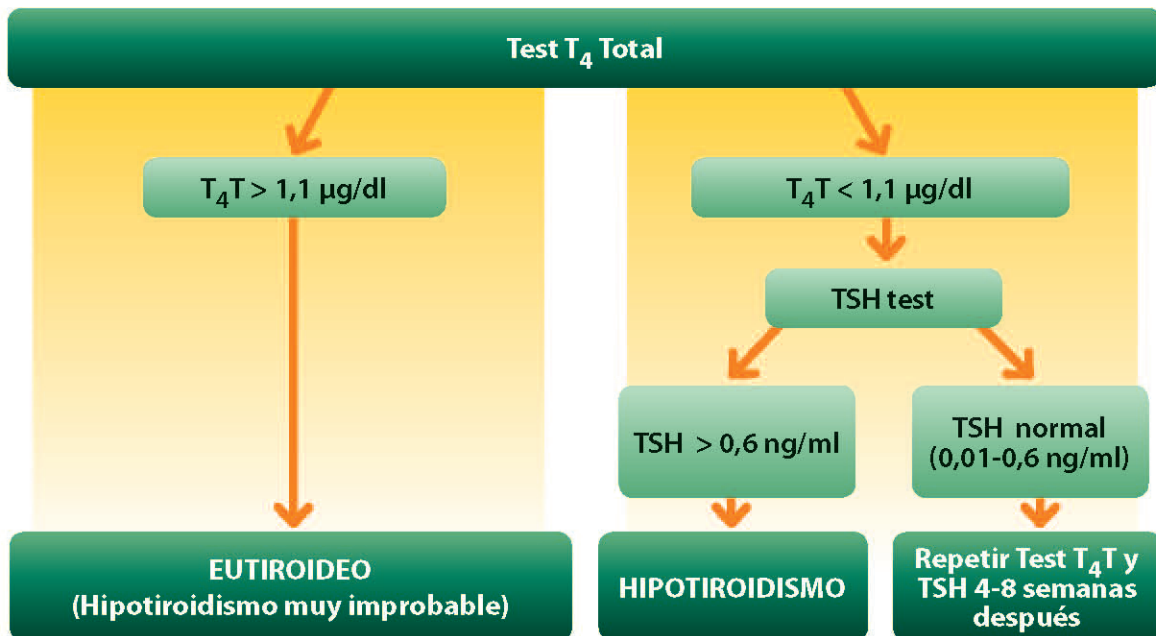 Test T₄ Total
T₄T > 1,1 µg/dl
T₄T < 1,1 µg/dl
TSH test
TSH > 0,6 ng/ml
TSH normal
(0,01-0,6 ng/ml)
EUTIROIDEO
(Hipotiroidismo muy improbable)
HIPOTIROIDISMO
Repetir Test T₄T y
TSH 4-8 semanas
después